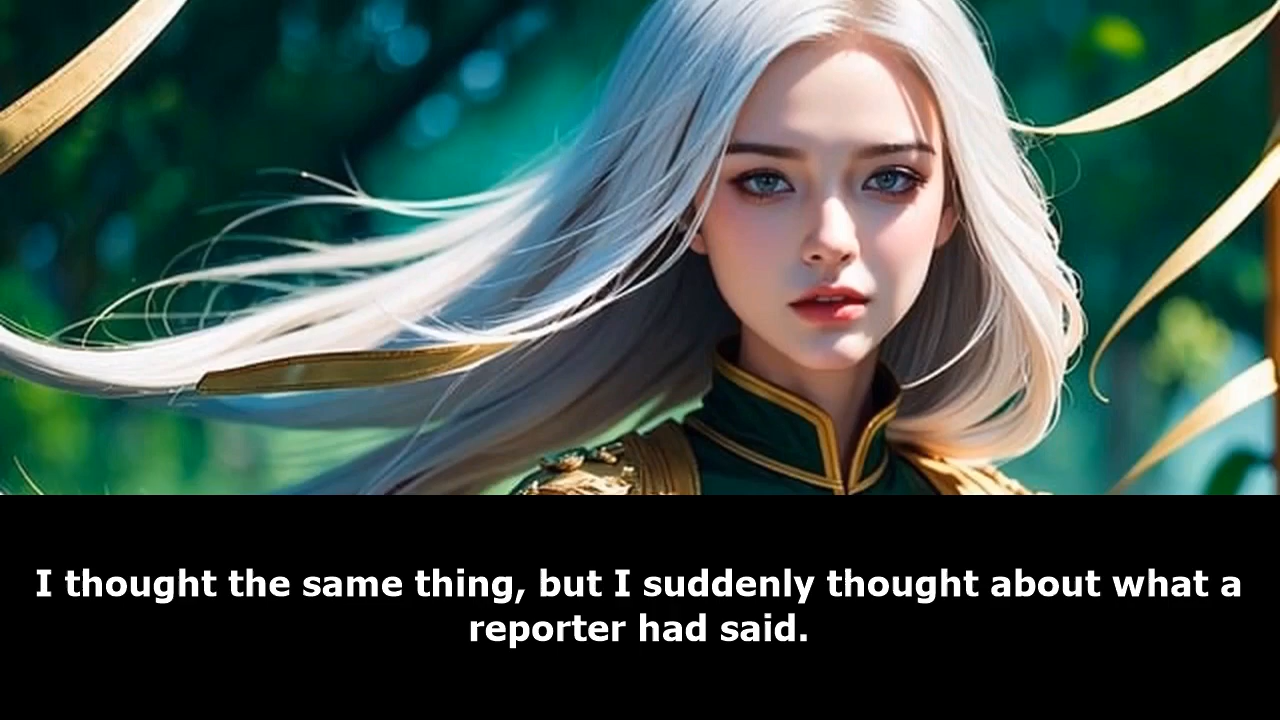 I thought the same thing, but I suddenly thought about what a
reporter had said.